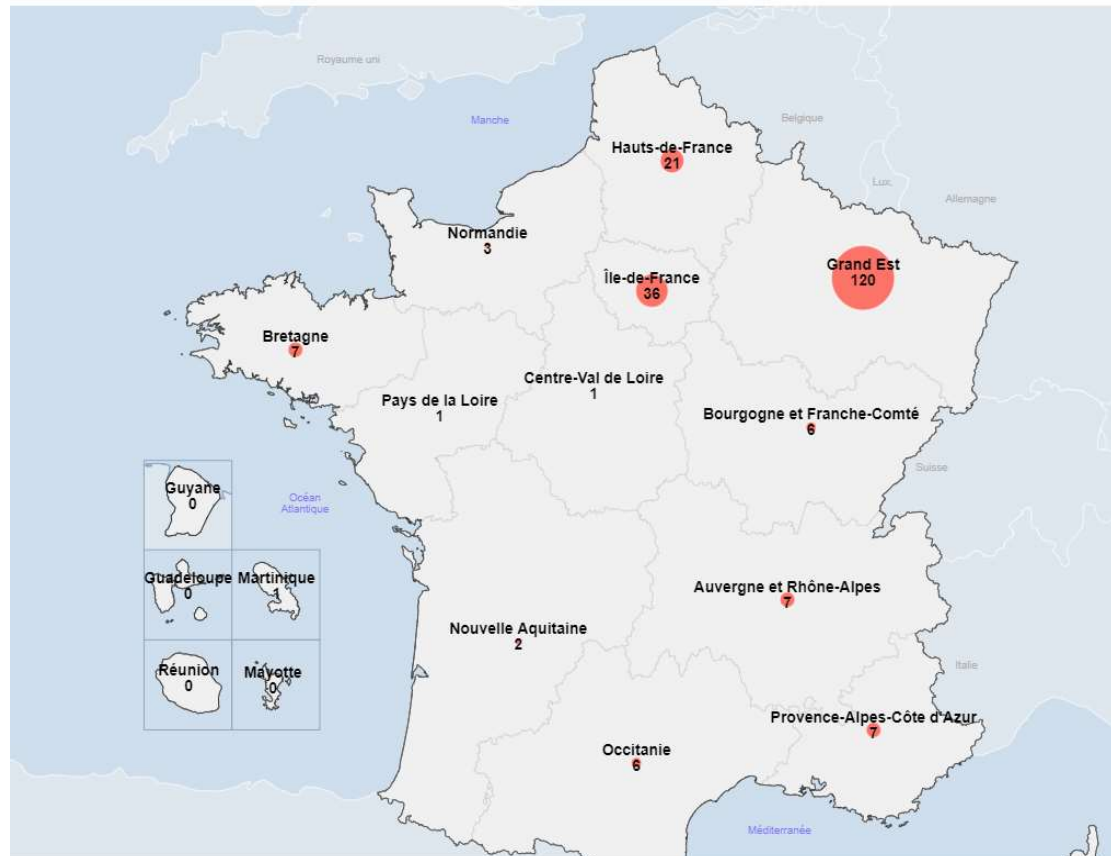 Royaume uni
Manche
Belgique
Hauts-de-France
21
Lux.
Allemagne
Normandie
3
Grand Est
120
Île-de-France
36
Bretagne
7
Centre-Val de Loire
1
Pays de la Loire
1
Bourgogne et Franche-Comté
6
Suisse
Guyane
0
Océan
Atlantique
Guadeloupe
0
Martinique
1
Auvergne et Rhône-Alpes
7
Nouvelle Aquitaine
2
Réunion
0
Mayotte
0
Italie
Provence-Alpes-Côte d'Azur
7
Occitanie
6
Méditerranée